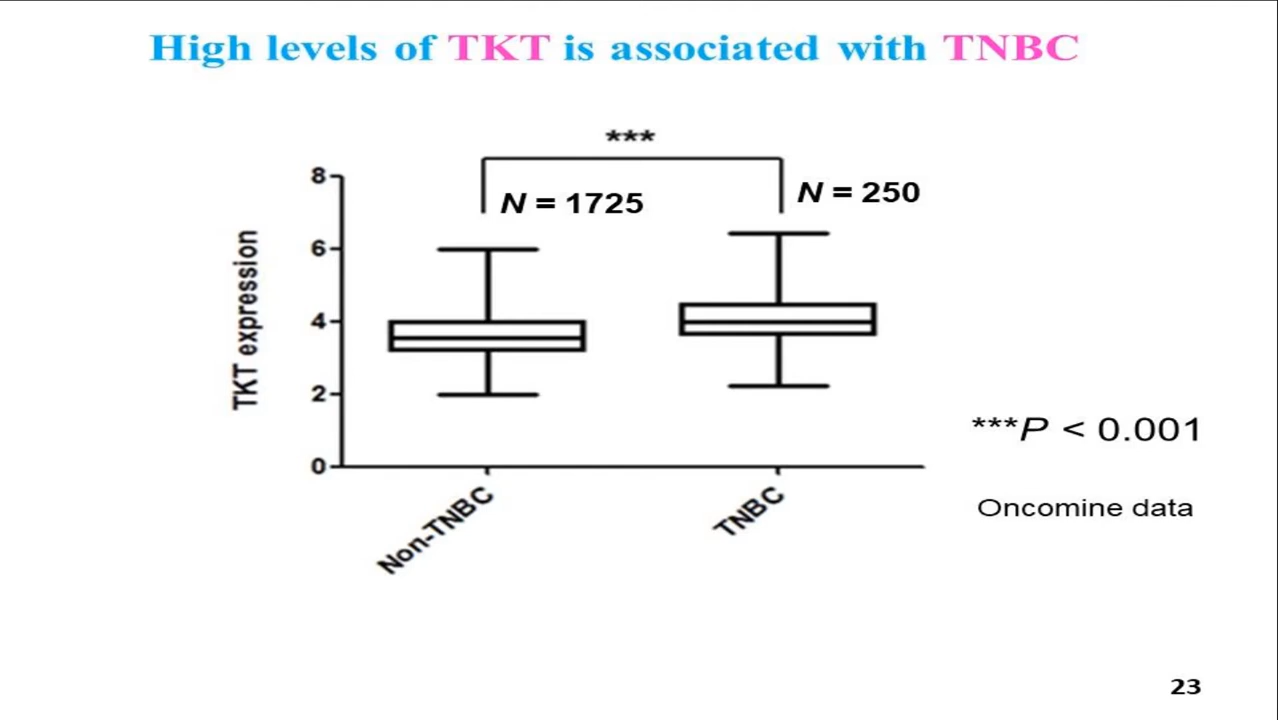 High levels of TKT is associated with TNBC
***
N = 1725
N = 250
8
6
4
2
0
TKT expression
Non-TNBC
TNBC
***P < 0.001
Oncomine data
23